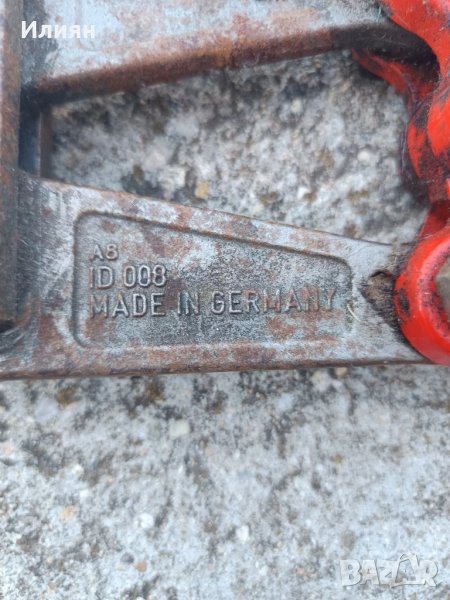 Илиян
A8
ID 008
MADE IN GERMANY
BAZAR